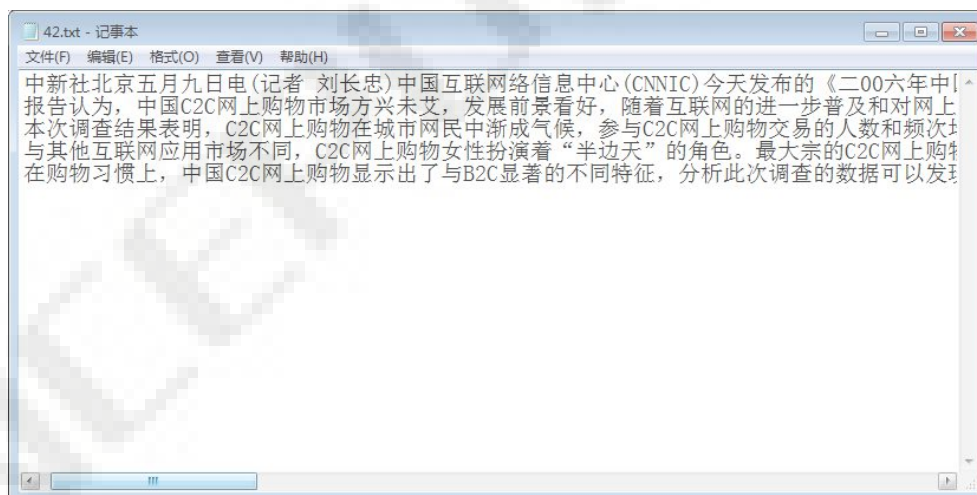 42.txt - 记事本
文件(F) 编辑(E) 格式(O) 查看(V) 帮助(H)
中新社北京五月九日电(记者 刘长忠)中国互联网络信息中心(CNNIC)今天发布的《二00六年中
报告认为，中国C2C网上购物市场方兴未艾，发展前景看好，随着互联网的进一步普及和对网上
本次调查结果表明，C2C网上购物在城市网民中渐成气候，参与C2C网上购物交易的人数和频次
与其他互联网应用市场不同，C2C网上购物女性扮演着“半边天”的角色。最大宗的C2C网上购
在购物习惯上，中国C2C网上购物显示出了与B2C显著的不同特征，分析此次调查的数据可以发